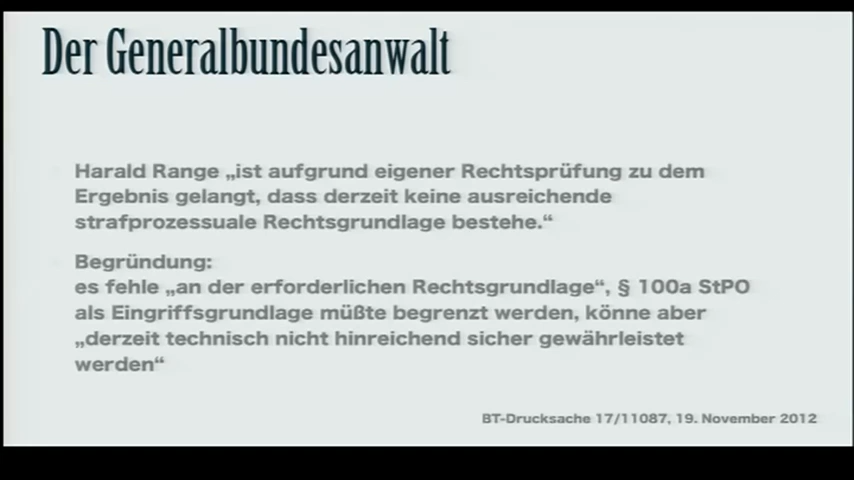 Der Generalbundesanwalt
Harald Range „ist aufgrund eigener Rechtsprüfung zu dem
Ergebnis gelangt, dass derzeit keine ausreichende
strafprozessuale Rechtsgrundlage bestehe.“
Begründung:
es fehle „an der erforderlichen Rechtsgrundlage“, § 100a StPO
als Eingriffsgrundlage müßte begrenzt werden, könne aber
„derzeit technisch nicht hinreichend sicher gewährleistet
werden“
BT-Drucksache 17/11087, 19. November 2012